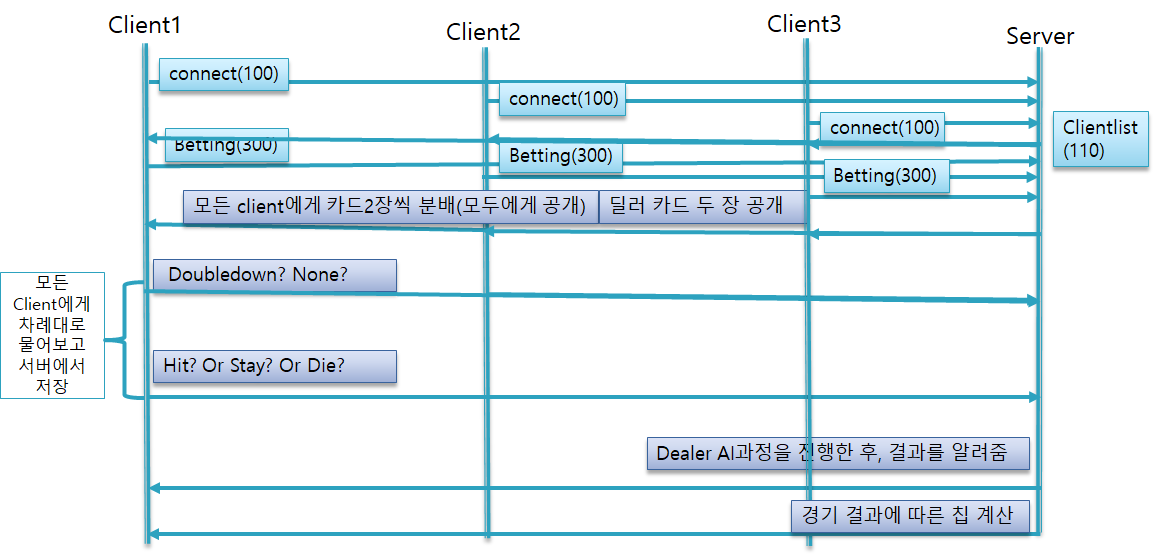 Client1
Client2
Client3
Server
connect(100)
connect(100)
connect(100)
Clientlist
(110)
Betting(300)
Betting(300)
Betting(300)
모든 client에게 카드2장씩 분배(모두에게 공개)
딜러 카드 두 장 공개
Doubledown? None?
모든
Client에게
차례대로
물어보고
서버에서
저장
Hit? Or Stay? Or Die?
Dealer AI과정을 진행한 후, 결과를 알려줌
경기 결과에 따른 칩 계산